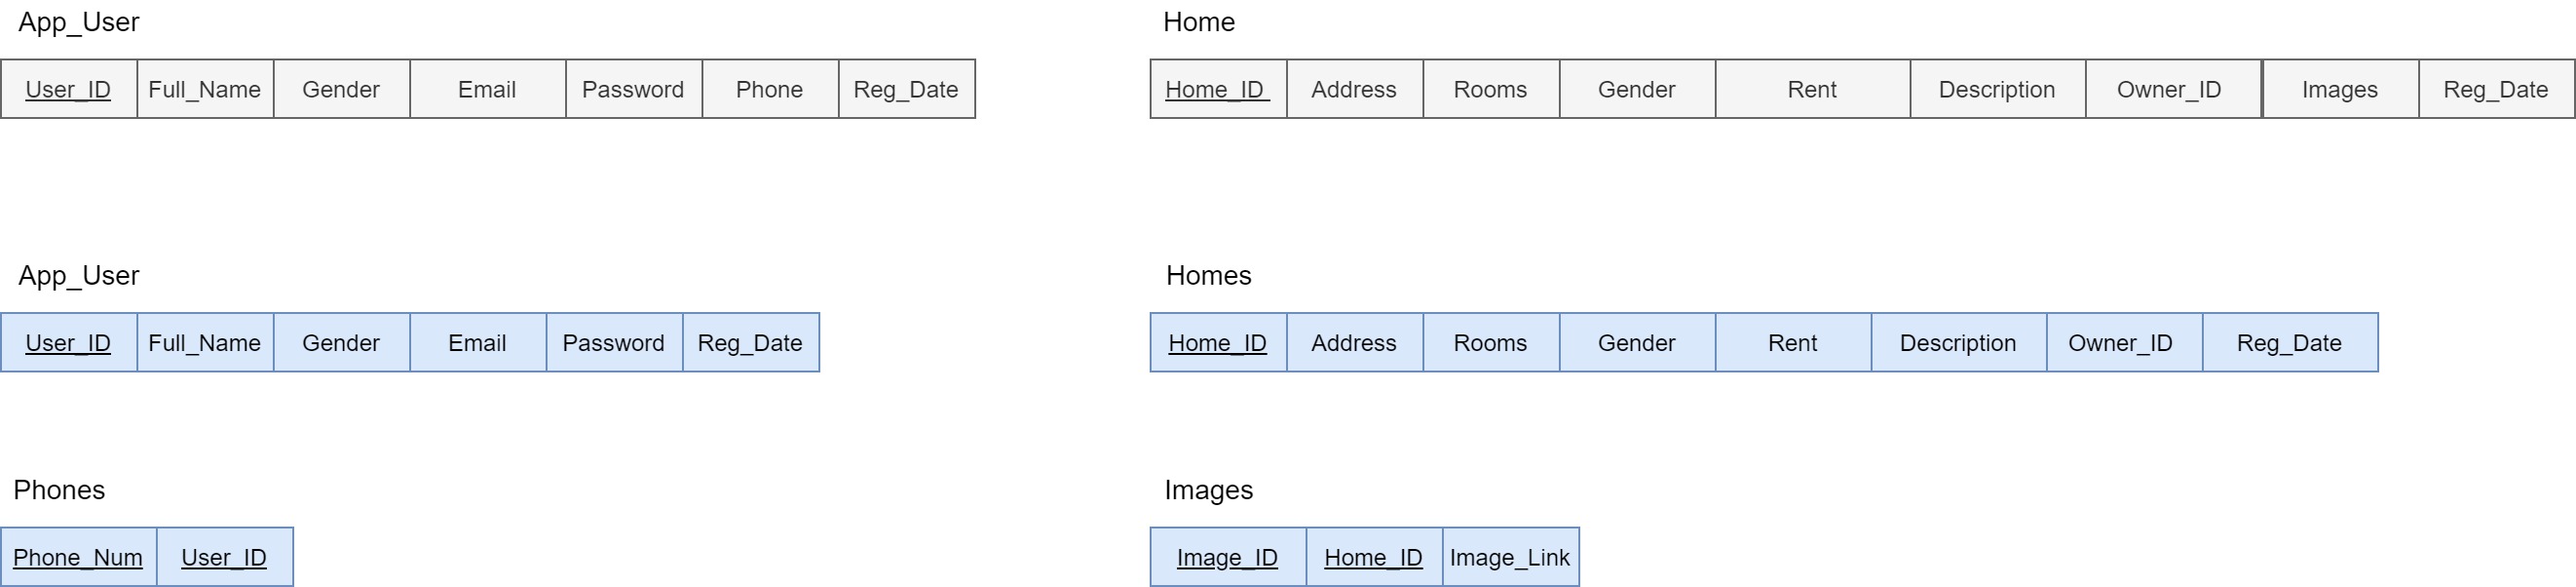 App_User
User_ID Full_Name Gender Email Password Phone Reg_Date
Home
Home_ID Address Rooms Gender Rent Description Owner_ID Images Reg_Date
App_User
User_ID Full_Name Gender Email Password Reg_Date
Homes
Home_ID Address Rooms Gender Rent Description Owner_ID Reg_Date
Phones
Phone_Num User_ID
Images
Image_ID Home_ID Image_Link